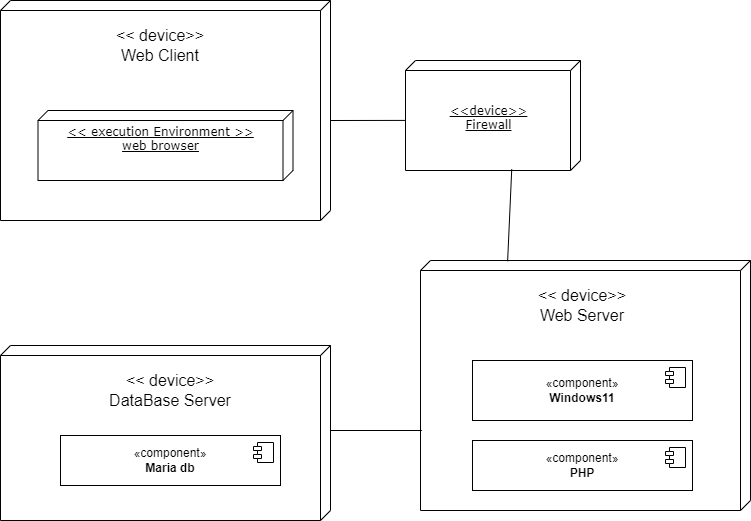 << device>>
Web Client
<< execution Environment >>
web browser
<<device>>
Firewall
<< device>>
Web Server
«component»
Windows11
«component»
PHP
<< device>>
DataBase Server
«component»
Maria db